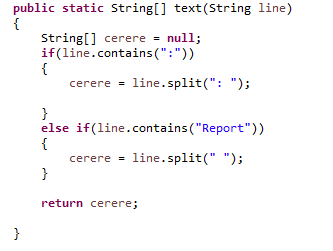 public static String[] text(String line)
{
    String[] cerere = null;
    if(line.contains(":"))
    {
        cerere = line.split(": ");

    }
    else if(line.contains("Report"))
    {
        cerere = line.split(" ");
    }

    return cerere;

}